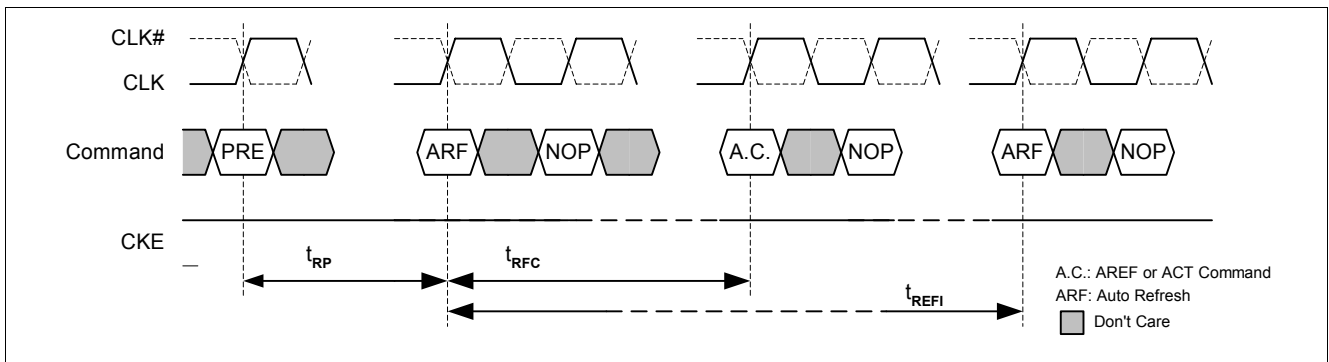 CLK#
CLK
Command
PRE
ARF
NOP
A.C.
NOP
ARF
NOP
CKE
tRP
tRFC
tREFI
A.C.: AREF or ACT Command
ARF: Auto Refresh
Don't Care